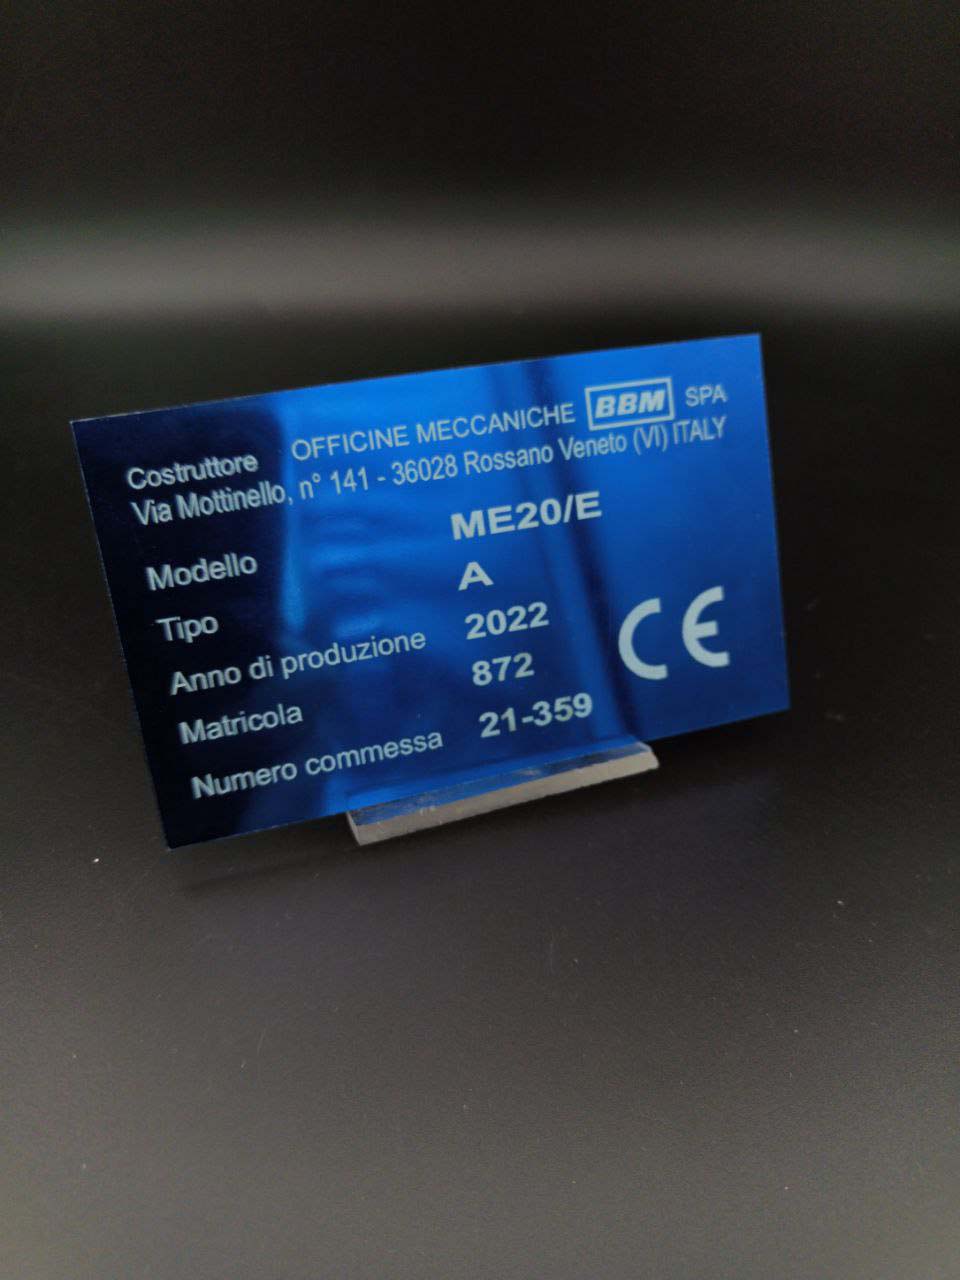 Costruttore OFFICINE MECCANICHE BBM SPA
Via Mottinello, n° 141 - 36028 Rossano Veneto (VI) ITALY
Modello ME20/E
Tipo A
Anno di produzione 2022
Matricola 872
Numero commessa 21-359
CE